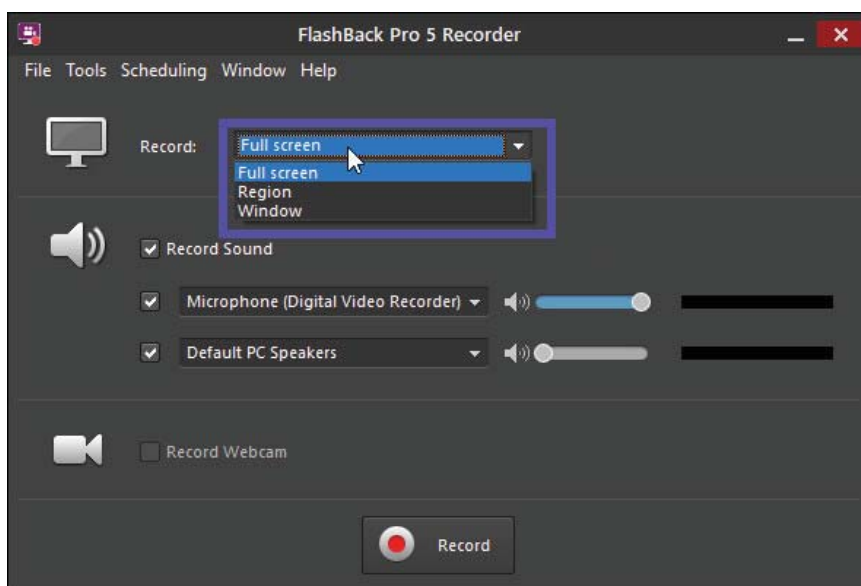 FlashBack Pro 5 Recorder
File Tools Scheduling Window Help
Record: Full screen
Full screen
Region
Window
Record Sound
Microphone (Digital Video Recorder)
Default PC Speakers
Record Webcam
Record